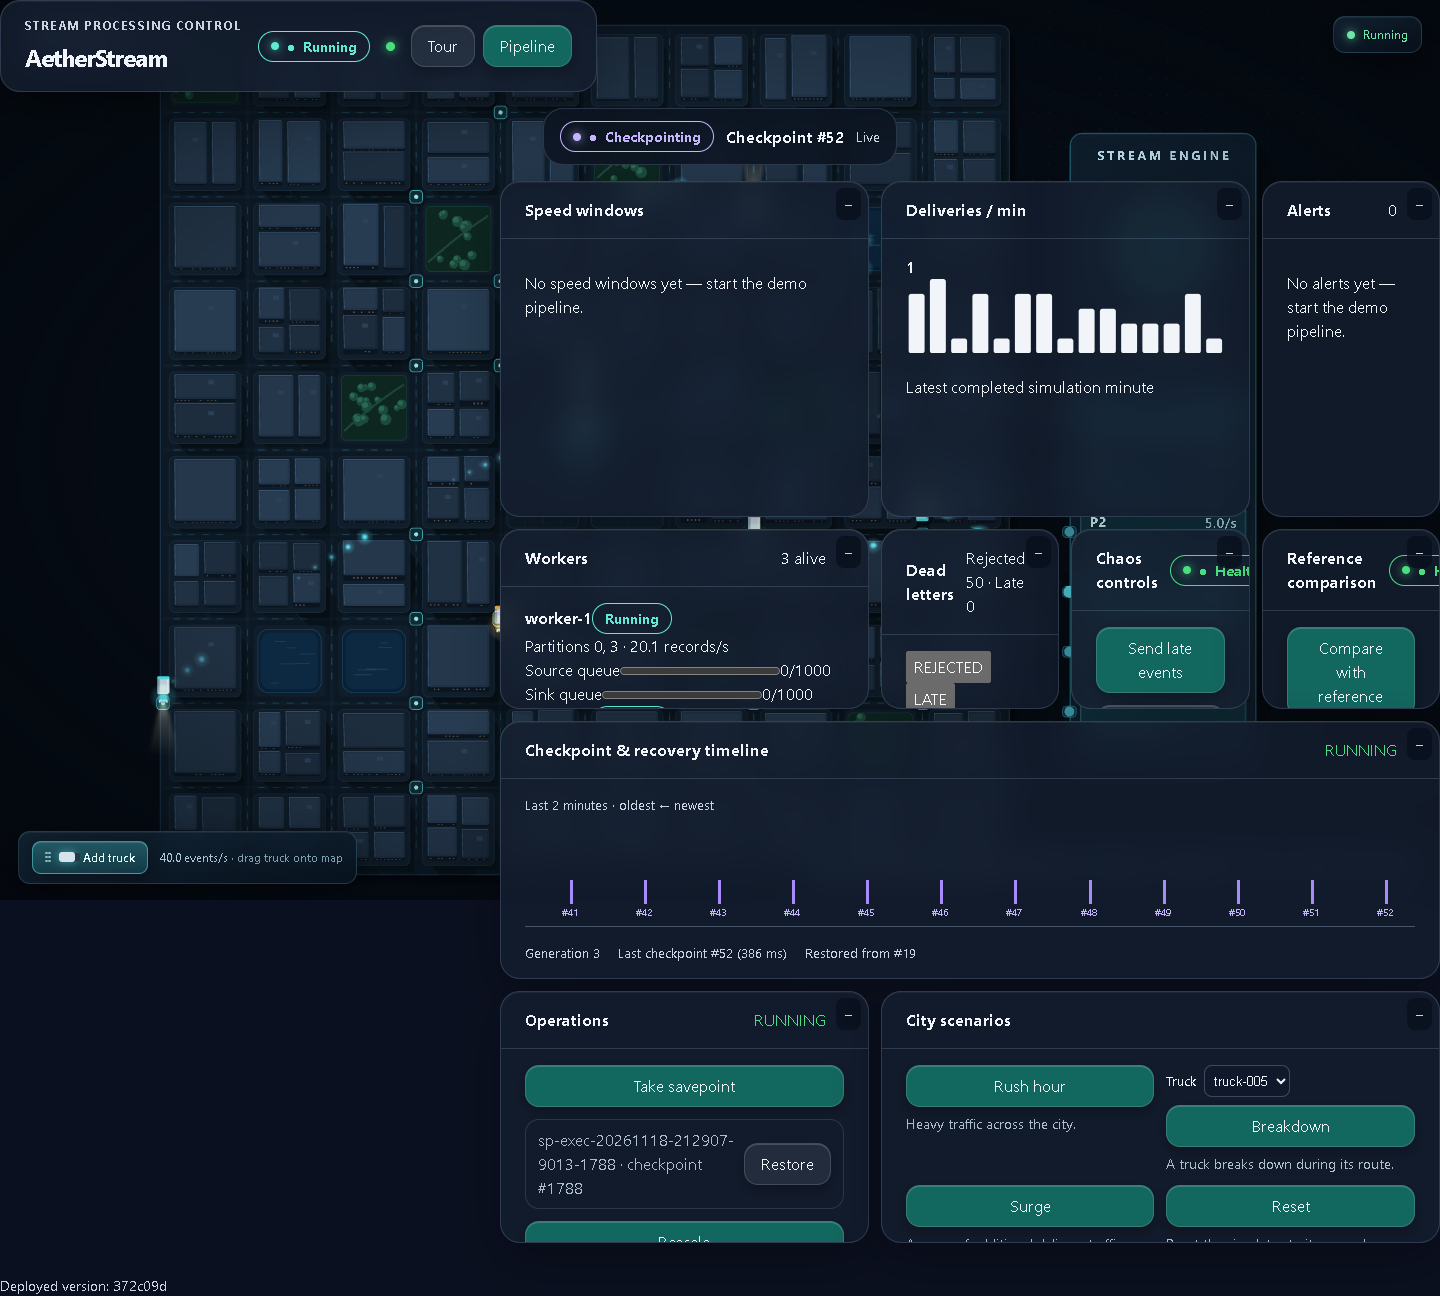 STREAM PROCESSING CONTROL
AetherStream
Running
Tour
Pipeline
Running
Checkpointing
Checkpoint #52
Live
STREAM ENGINE
Speed windows
–
No speed windows yet — start the demo
pipeline.
Deliveries / min
–
1
Latest completed simulation minute
Alerts
0
–
No alerts yet —
start the demo
pipeline.
P2
5.0/s
Workers
3 alive
–
worker-1
Running
Partitions 0, 3 · 20.1 records/s
Source queue
0/1000
Sink queue
0/1000
Dead
letters
Rejected
50 · Late
0
–
REJECTED
LATE
Chaos
controls
–
Send late
events
Reference
comparison
–
Compare
with
reference
Checkpoint & recovery timeline
RUNNING
–
Last 2 minutes · oldest ← newest
#41
#42
#43
#44
#45
#46
#47
#48
#49
#50
#51
#52
Generation 3
Last checkpoint #52 (386 ms)
Restored from #19
Add truck
40.0 events/s · drag truck onto map
Operations
RUNNING
–
Take savepoint
sp-exec-20261118-212907-
9013-1788 · checkpoint
#1788
Restore
City scenarios
–
Rush hour
Heavy traffic across the city.
Truck
truck-005
Breakdown
A truck breaks down during its route.
Surge
Reset
Deployed version: 372c09d